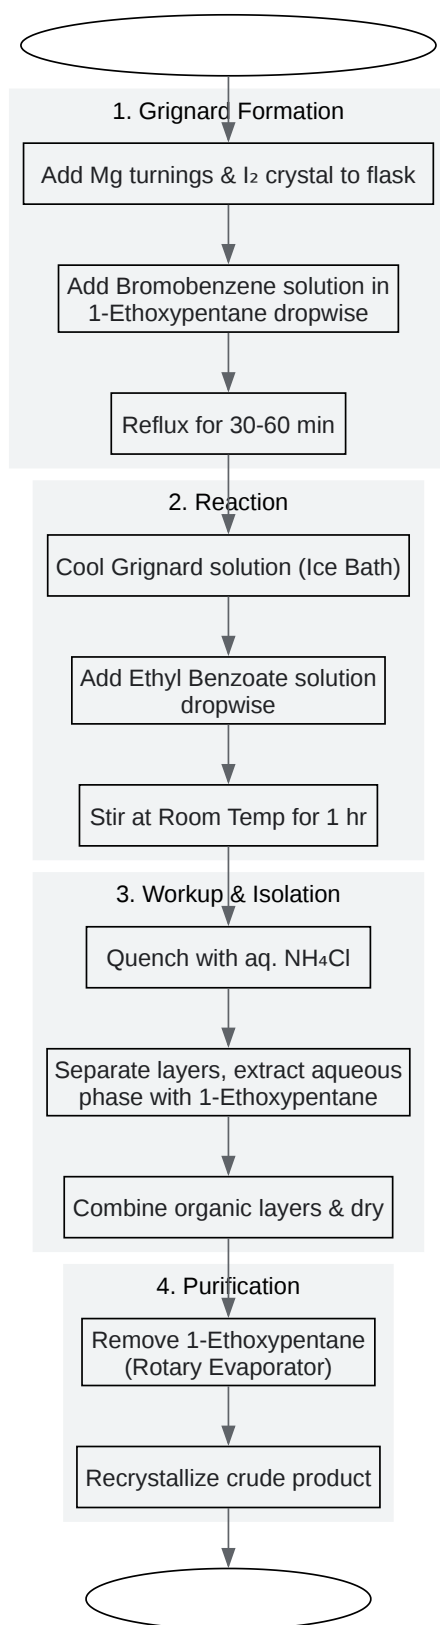 1. Grignard Formation
Add Mg turnings & I₂ crystal to flask
Add Bromobenzene solution in
1-Ethoxypentane dropwise
Reflux for 30-60 min
2. Reaction
Cool Grignard solution (Ice Bath)
Add Ethyl Benzoate solution
dropwise
Stir at Room Temp for 1 hr
3. Workup & Isolation
Quench with aq. NH₄Cl
Separate layers, extract aqueous
phase with 1-Ethoxypentane
Combine organic layers & dry
4. Purification
Remove 1-Ethoxypentane
(Rotary Evaporator)
Recrystallize crude product